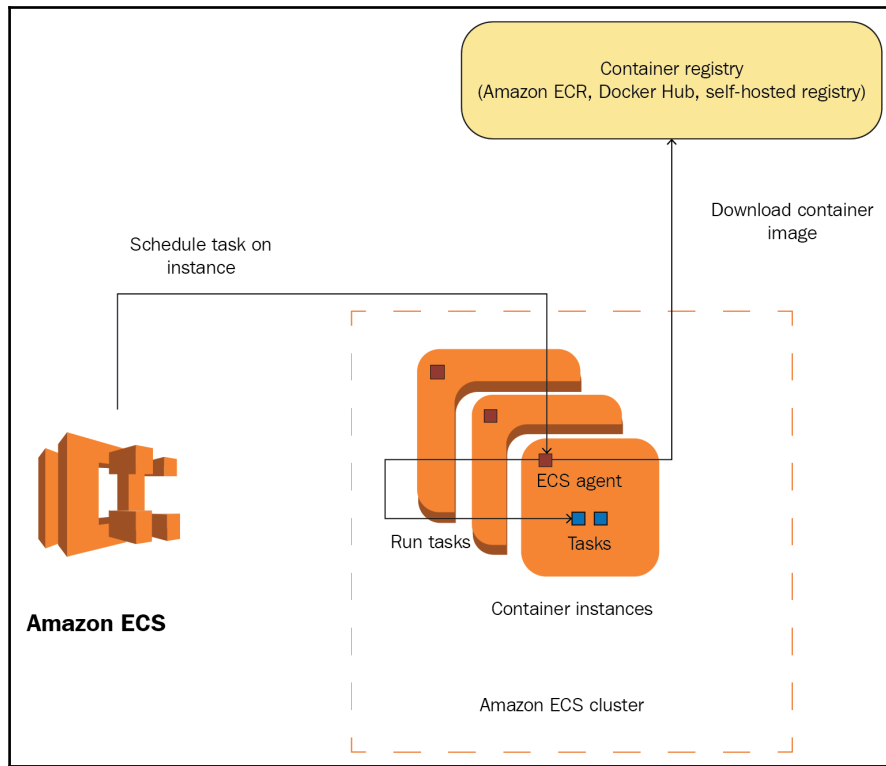 Container registry
(Amazon ECR, Docker Hub, self-hosted registry)
Download container
image
Schedule task on
instance
ECS agent
Run tasks
Tasks
Container instances
Amazon ECS
Amazon ECS cluster